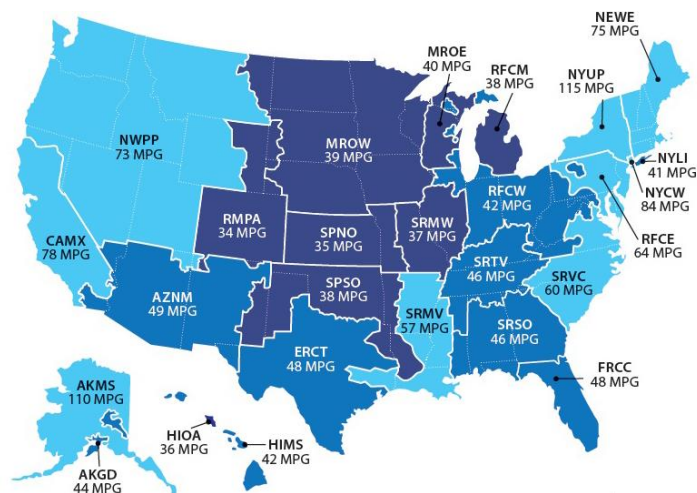 NEWE
75 MPG
MROE
40 MPG
RFCM
38 MPG
NYUP
115 MPG
NWPP
73 MPG
MROW
39 MPG
NYLI
41 MPG
NYCW
84 MPG
RFCW
42 MPG
RMPA
34 MPG
SPNO
35 MPG
SRMW
37 MPG
RFCE
64 MPG
CAMX
78 MPG
SRTV
46 MPG
SRVC
60 MPG
AZNM
49 MPG
SPSO
38 MPG
SRMV
57 MPG
SRSO
46 MPG
ERCT
48 MPG
FRCC
48 MPG
AKMS
110 MPG
HIOA
36 MPG
HIMS
42 MPG
AKGD
44 MPG